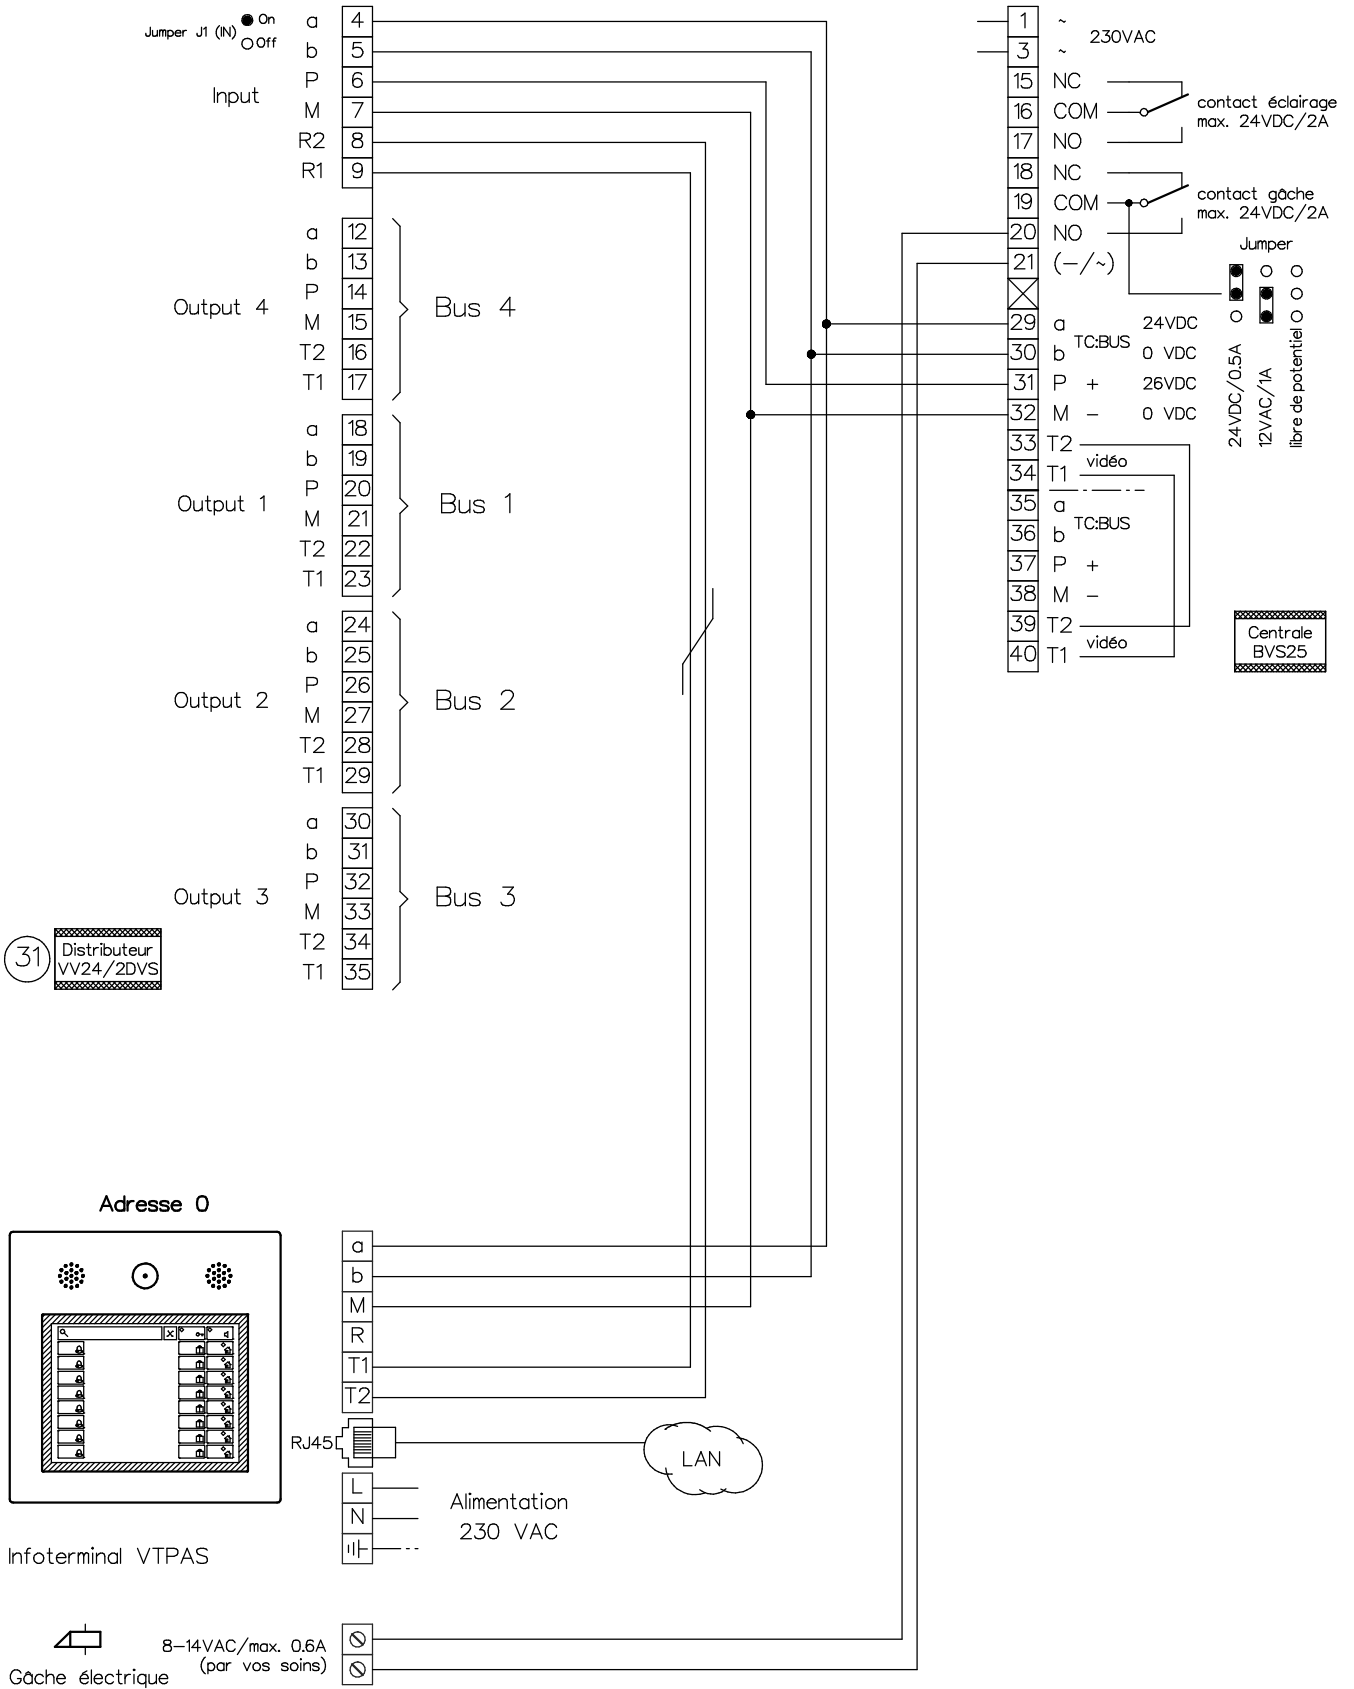 Jumper J1 (IN) On
Off
Input
a 4
b 5
P 6
M 7
R2 8
R1 9
Output 4
a 12
b 13
P 14
M 15
T2 16
T1 17
Bus 4
Output 1
a 18
b 19
P 20
M 21
T2 22
T1 23
Bus 1
Output 2
a 24
b 25
P 26
M 27
T2 28
T1 29
Bus 2
Output 3
a 30
b 31
P 32
M 33
T2 34
T1 35
Bus 3
31
Distributeur
VV24/2DVS
1 ~
3 ~
230VAC
15 NC
16 COM
17 NO
contact éclairage
max. 24VDC/2A
18 NC
19 COM
20 NO
21 (-/~)
contact gâche
max. 24VDC/2A
Jumper
24VDC/0.5A
12VAC/1A
libre de potentiel
29 a 24VDC
TC:BUS
30 b 0 VDC
31 P + 26VDC
32 M - 0 VDC
33 T2
vidéo
34 T1
35 a
TC:BUS
36 b
37 P +
38 M -
39 T2
vidéo
40 T1
Centrale
BVS25
Adresse 0
X
a
b
M
R
T1
T2
RJ45
LAN
L
N
Alimentation
230 VAC
Infoterminal VTPAS
8-14VAC/max. 0.6A
(par vos soins)
Gâche électrique